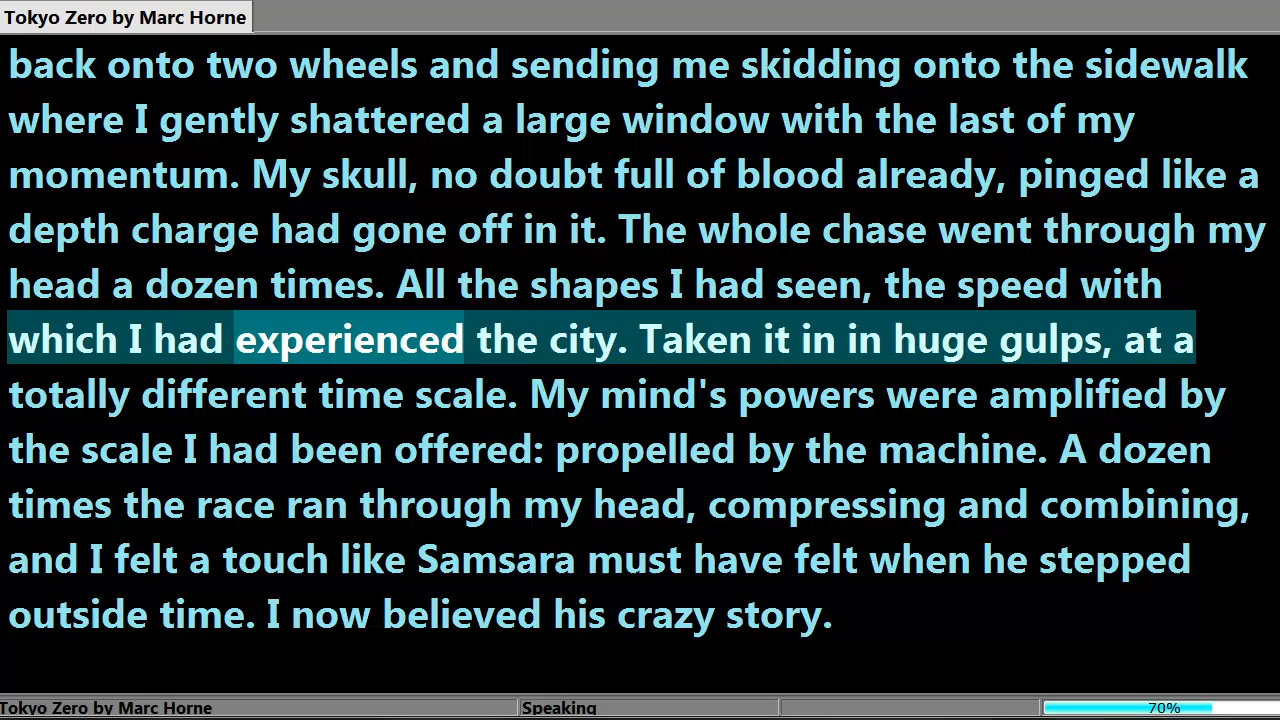 Tokyo Zero by Marc Horne
back onto two wheels and sending me skidding onto the sidewalk
where I gently shattered a large window with the last of my
momentum. My skull, no doubt full of blood already, pinged like a
depth charge had gone off in it. The whole chase went through my
head a dozen times. All the shapes I had seen, the speed with
which I had experienced the city. Taken it in in huge gulps, at a
totally different time scale. My mind's powers were amplified by
the scale I had been offered: propelled by the machine. A dozen
times the race ran through my head, compressing and combining,
and I felt a touch like Samsara must have felt when he stepped
outside time. I now believed his crazy story.
Tokyo Zero by Marc Horne Speaking 70%